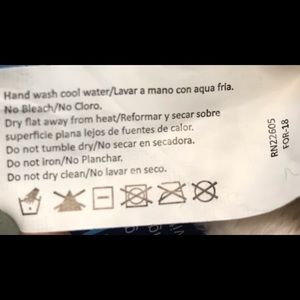 Hand wash cool water/Lavar a mano con aqua fría.
No Bleach/No Cloro.
Dry flat away from heat/Reformar y secar sobre
superficie plana lejos de fuentes de calor.
Do not tumble dry/No secar en secadora.
Do not iron/No Planchar.
Do not dry clean/No lavar en seco.
RN22605
FOR-18